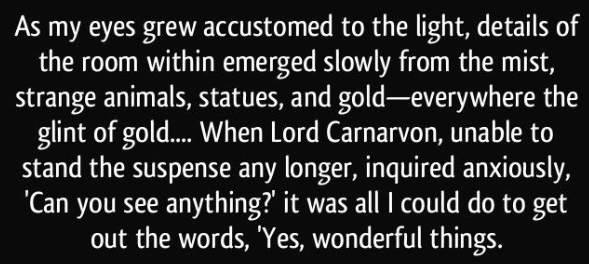 As my eyes grew accustomed to the light, details of
the room within emerged slowly from the mist,
strange animals, statues, and gold—everywhere the
glint of gold.... When Lord Carnarvon, unable to
stand the suspense any longer, inquired anxiously,
'Can you see anything?' it was all I could do to get
out the words, 'Yes, wonderful things.